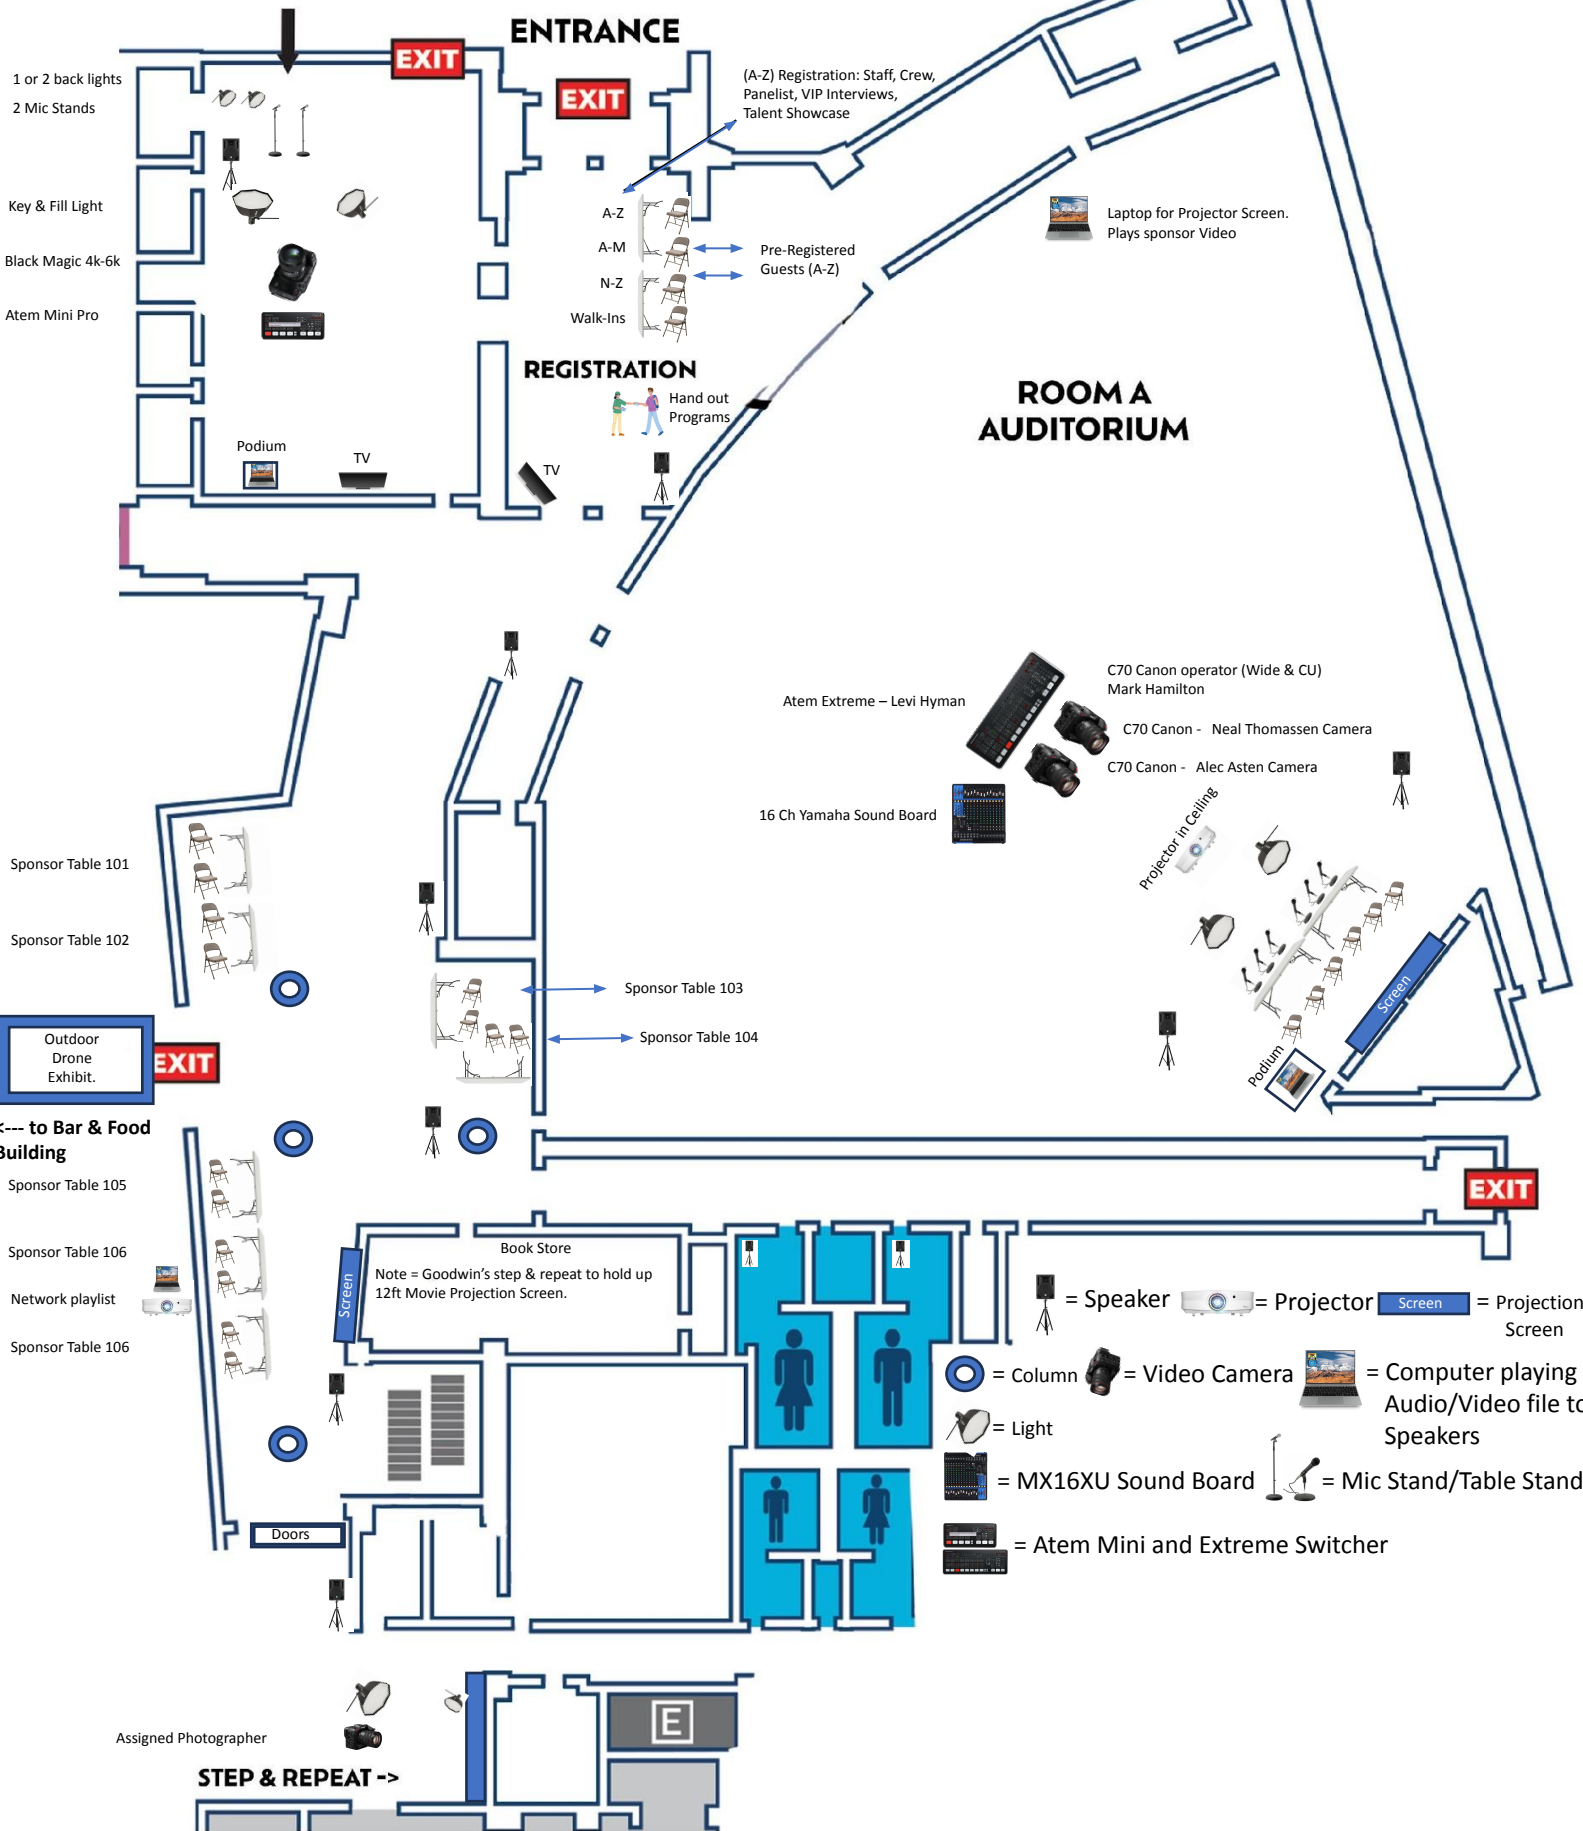 ENTRANCE
EXIT
EXIT
1 or 2 back lights
2 Mic Stands
(A-Z) Registration: Staff, Crew,
Panelist, VIP Interviews,
Talent Showcase
Key & Fill Light
A-Z
A-M
N-Z
Walk-Ins
Pre-Registered
Guests (A-Z)
Laptop for Projector Screen.
Plays sponsor Video
Black Magic 4k-6k
Atem Mini Pro
REGISTRATION
Hand out
Programs
ROOM A
AUDITORIUM
Podium
TV
TV
Atem Extreme – Levi Hyman
C70 Canon operator (Wide & CU)
Mark Hamilton
C70 Canon - Neal Thomassen Camera
C70 Canon - Alec Asten Camera
16 Ch Yamaha Sound Board
Projector in Ceiling
Sponsor Table 101
Sponsor Table 102
Sponsor Table 103
Sponsor Table 104
Screen
Podium
Outdoor
Drone
Exhibit.
EXIT
<--- to Bar & Food
Building
Sponsor Table 105
Sponsor Table 106
Network playlist
Sponsor Table 106
EXIT
Screen
Book Store
Note = Goodwin's step & repeat to hold up
12ft Movie Projection Screen.
= Speaker
= Projector
Screen
= Projection
Screen
= Column
= Video Camera
= Computer playing
Audio/Video file to
Speakers
= Light
= MX16XU Sound Board
= Mic Stand/Table Stand
= Atem Mini and Extreme Switcher
Doors
Assigned Photographer
STEP & REPEAT ->
E